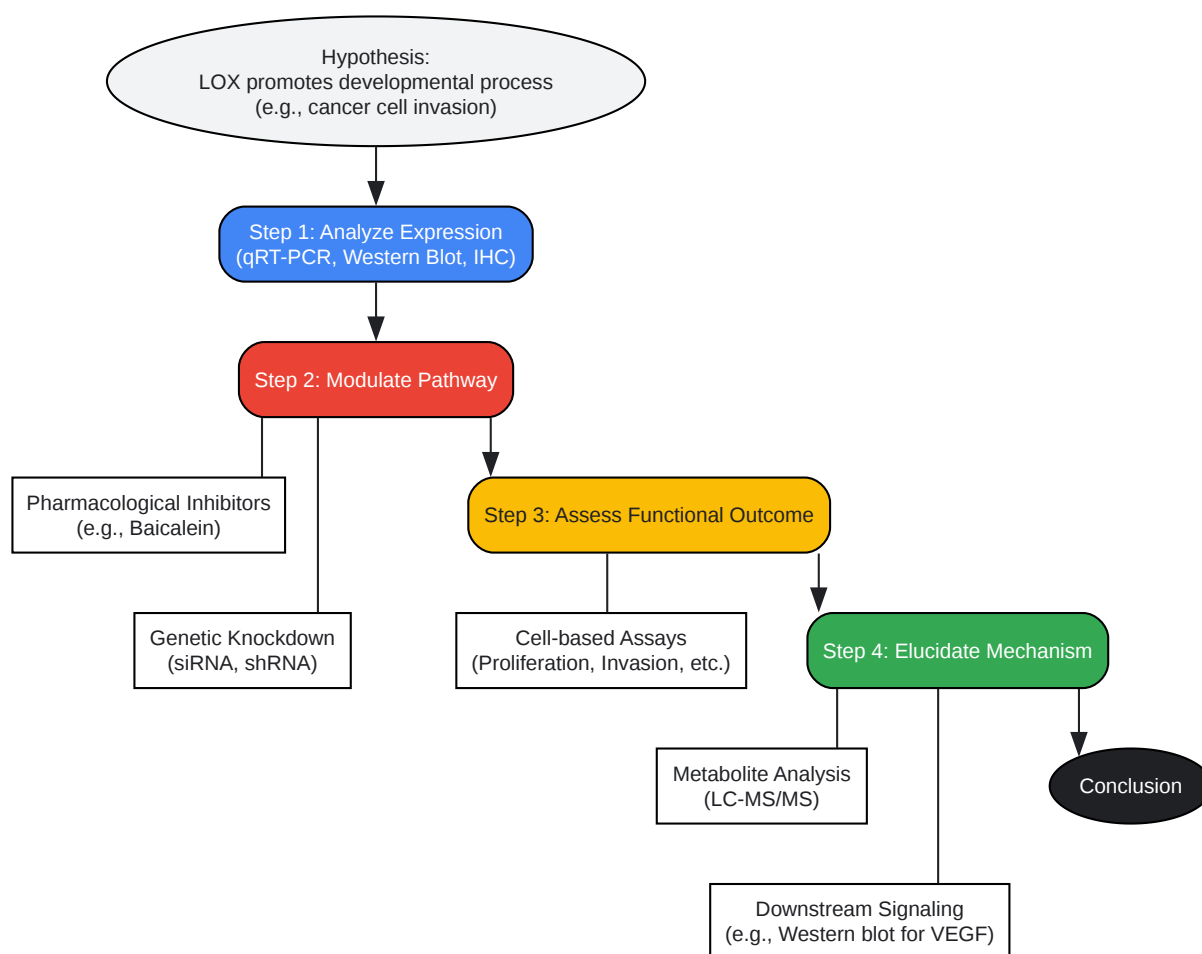 Hypothesis:
LOX promotes developmental process
(e.g., cancer cell invasion)
Step 1: Analyze Expression
(qRT-PCR, Western Blot, IHC)
Step 2: Modulate Pathway
Pharmacological Inhibitors
(e.g., Baicalein)
Step 3: Assess Functional Outcome
Genetic Knockdown
(siRNA, shRNA)
Cell-based Assays
(Proliferation, Invasion, etc.)
Step 4: Elucidate Mechanism
Metabolite Analysis
(LC-MS/MS)
Conclusion
Downstream Signaling
(e.g., Western blot for VEGF)